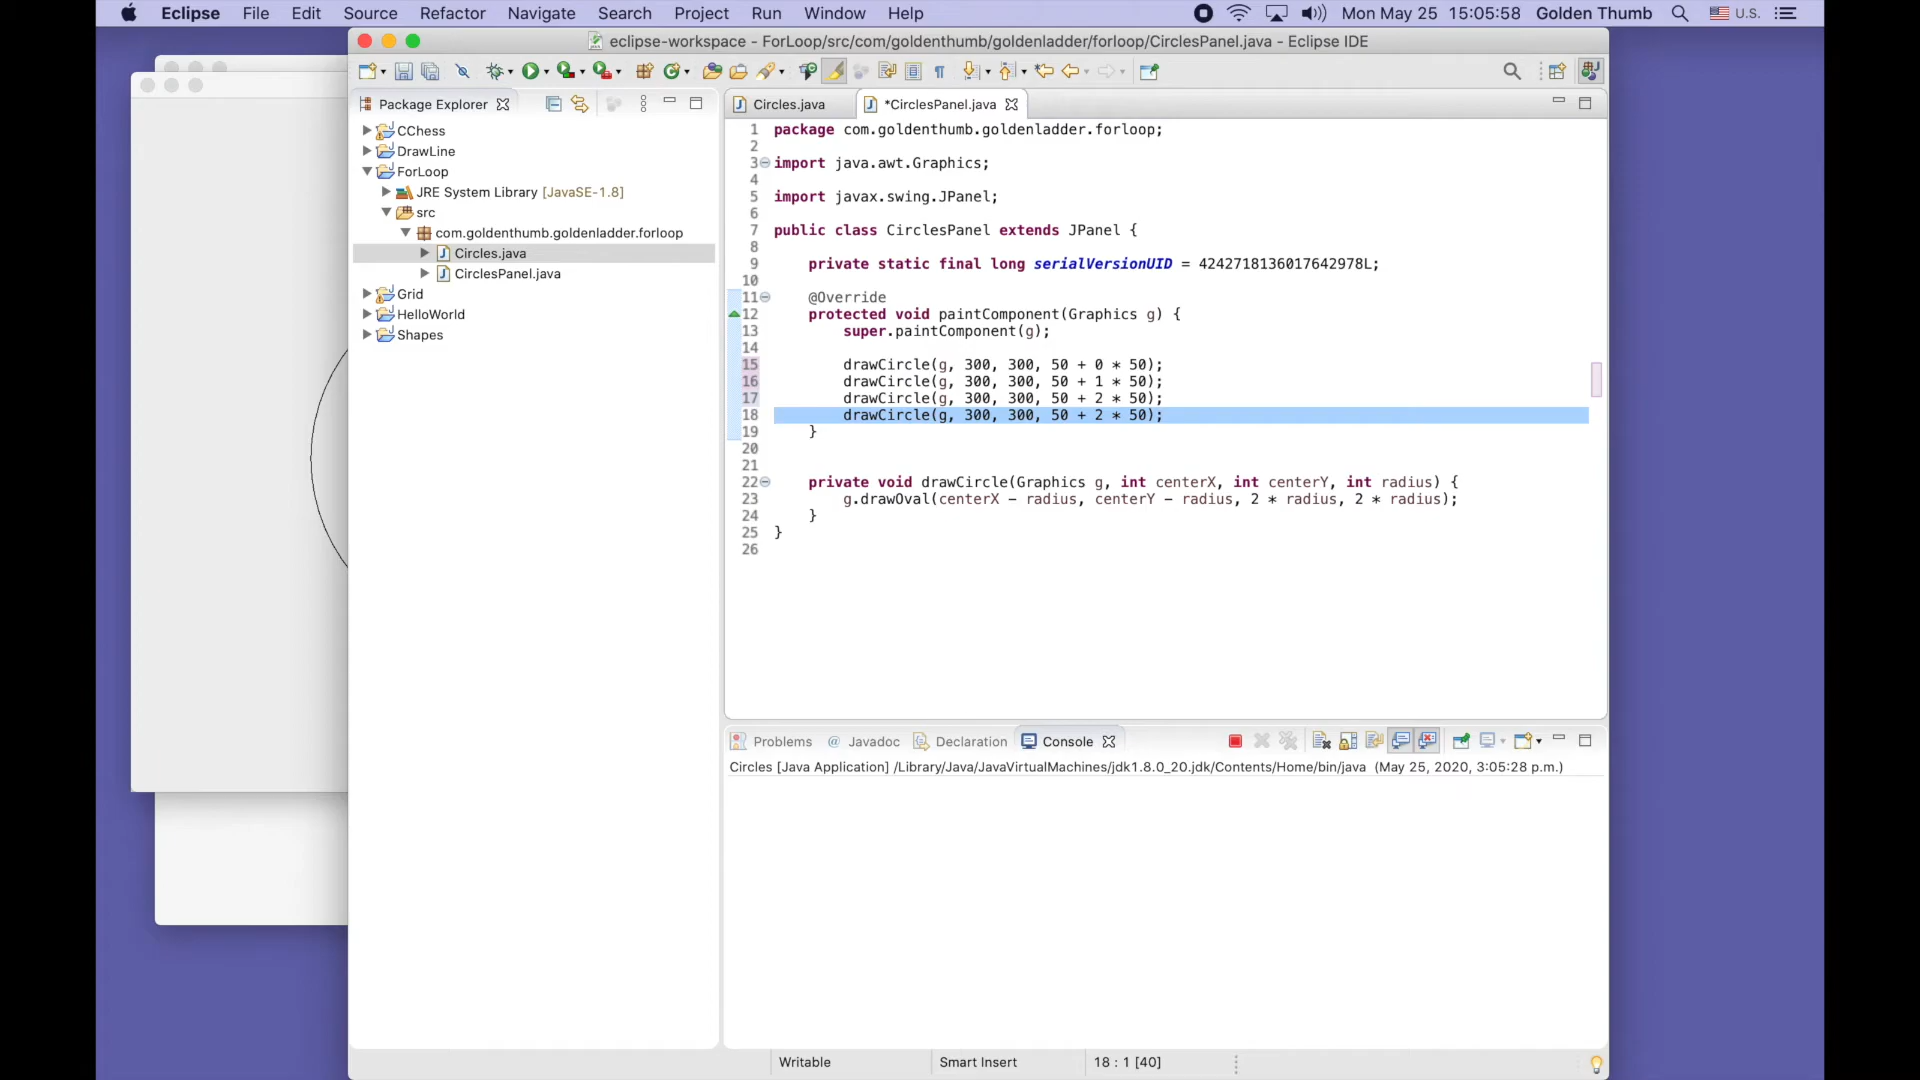 Eclipse File Edit Source Refactor Navigate Search Project Run Window Help Mon May 25 15:05:58 Golden Thumb U.S.
eclipse-workspace - ForLoop/src/com/goldenthumb/goldenladder/forloop/CirclesPanel.java - Eclipse IDE
Package Explorer
CChess
DrawLine
ForLoop
JRE System Library [JavaSE-1.8]
src
com.goldenthumb.goldenladder.forloop
Circles.java
CirclesPanel.java
Grid
HelloWorld
Shapes
Circles.java *CirclesPanel.java
1 package com.goldenthumb.goldenladder.forloop;
2
3 import java.awt.Graphics;
4
5 import javax.swing.JPanel;
6
7 public class CirclesPanel extends JPanel {
8
9 private static final long serialVersionUID = 4242718136017642978L;
10
11 @Override
12 protected void paintComponent(Graphics g) {
13 super.paintComponent(g);
14
15 drawCircle(g, 300, 300, 50 + 0 * 50);
16 drawCircle(g, 300, 300, 50 + 1 * 50);
17 drawCircle(g, 300, 300, 50 + 2 * 50);
18 drawCircle(g, 300, 300, 50 + 2 * 50);
19 }
20
21
22 private void drawCircle(Graphics g, int centerX, int centerY, int radius) {
23 g.drawOval(centerX - radius, centerY - radius, 2 * radius, 2 * radius);
24 }
25 }
26
Problems @ Javadoc Declaration Console
Circles [Java Application] /Library/Java/JavaVirtualMachines/jdk1.8.0_20.jdk/Contents/Home/bin/java (May 25, 2020, 3:05:28 p.m.)
Writable Smart Insert 18 : 1 [40]